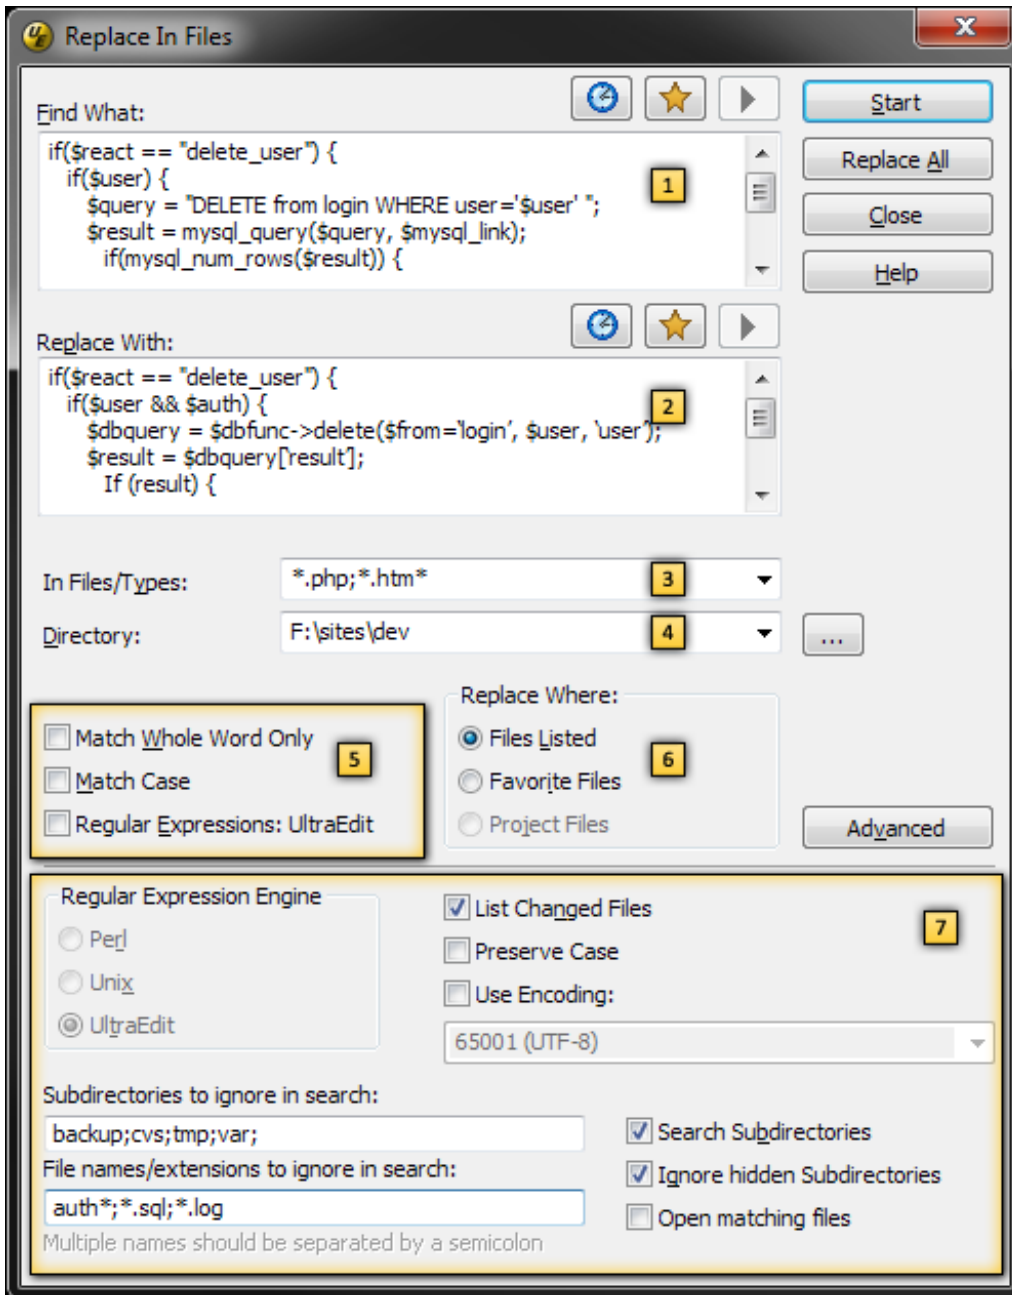 Replace In Files
x
Find What:
Start
if($react == "delete_user") {
if($user) {
$query = "DELETE from login WHERE user='$user' ";
$result = mysql_query($query, $mysql_link);
if(mysql_num_rows($result)) {
1
Replace All
Close
Help
Replace With:
if($react == "delete_user") {
if($user && $auth) {
$dbquery = $dbfunc->delete($from=‘login’, $user, ‘user’);
$result = $dbquery[‘result’];
If (result) {
2
In Files/Types:
*.php;*.htm*
3
Directory:
F:\sites\dev
4
...
Match Whole Word Only
Match Case
Regular Expressions: UltraEdit
5
Replace Where:
Files Listed
Favorite Files
Project Files
6
Advanced
Regular Expression Engine
Perl
Unix
UltraEdit
List Changed Files
Preserve Case
Use Encoding:
65001 (UTF-8)
7
Subdirectories to ignore in search:
backup;cvs;tmp;var;
File names/extensions to ignore in search:
auth*;*.sql;*.log
Multiple names should be separated by a semicolon
Search Subdirectories
Ignore hidden Subdirectories
Open matching files